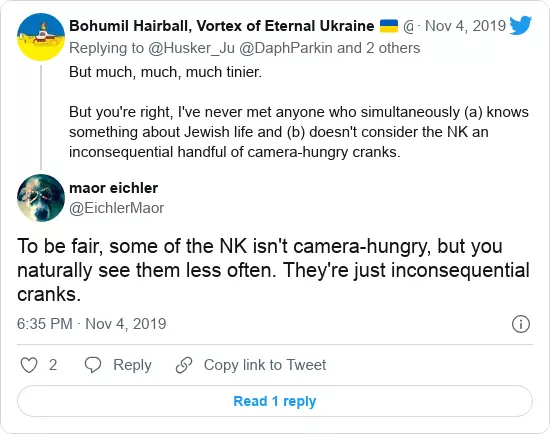 Bohumil Hairball, Vortex of Eternal Ukraine 🇺🇦 @ · Nov 4, 2019
Replying to @Husker_Ju @DaphParkin and 2 others
But much, much, much tinier.
But you're right, I've never met anyone who simultaneously (a) knows
something about Jewish life and (b) doesn't consider the NK an
inconsequential handful of camera-hungry cranks.
maor eichler
@EichlerMaor
To be fair, some of the NK isn't camera-hungry, but you
naturally see them less often. They're just inconsequential
cranks.
6:35 PM · Nov 4, 2019
2 Reply Copy link to Tweet
Read 1 reply